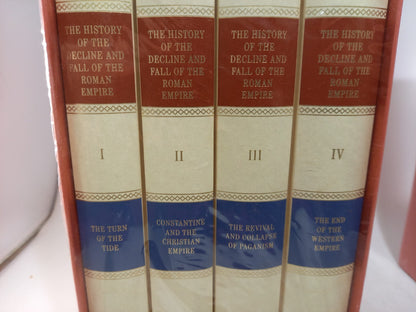 THE HISTORY
OF THE
DECLINE AND
FALL OF THE
ROMAN
EMPIRE
I
THE TURN
OF THE
TIDE
THE HISTORY
OF THE
DECLINE AND
FALL OF THE
ROMAN
EMPIRE
II
CONSTANTINE
AND THE
CHRISTIAN
EMPIRE
THE HISTORY
OF THE
DECLINE AND
FALL OF THE
ROMAN
EMPIRE
III
THE REVIVAL
AND COLLAPSE
OF PAGANISM
THE HISTORY
OF THE
DECLINE AND
FALL OF THE
ROMAN
EMPIRE
IV
THE END
OF THE
WESTERN
EMPIRE